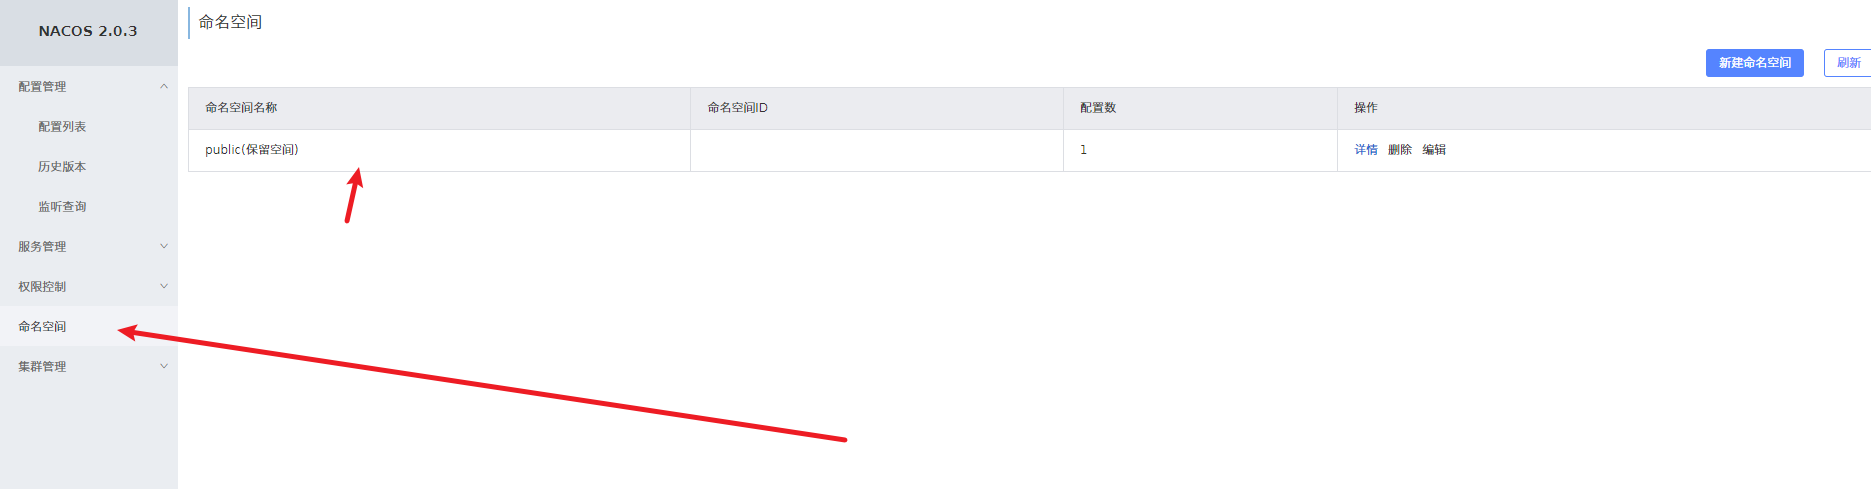 NACOS 2.0.3
配置管理
配置列表
历史版本
监听查询
服务管理
权限控制
命名空间
集群管理
命名空间
新建命名空间 刷新
命名空间名称 命名空间ID 配置数 操作
public(保留空间) 1 详情 删除 编辑